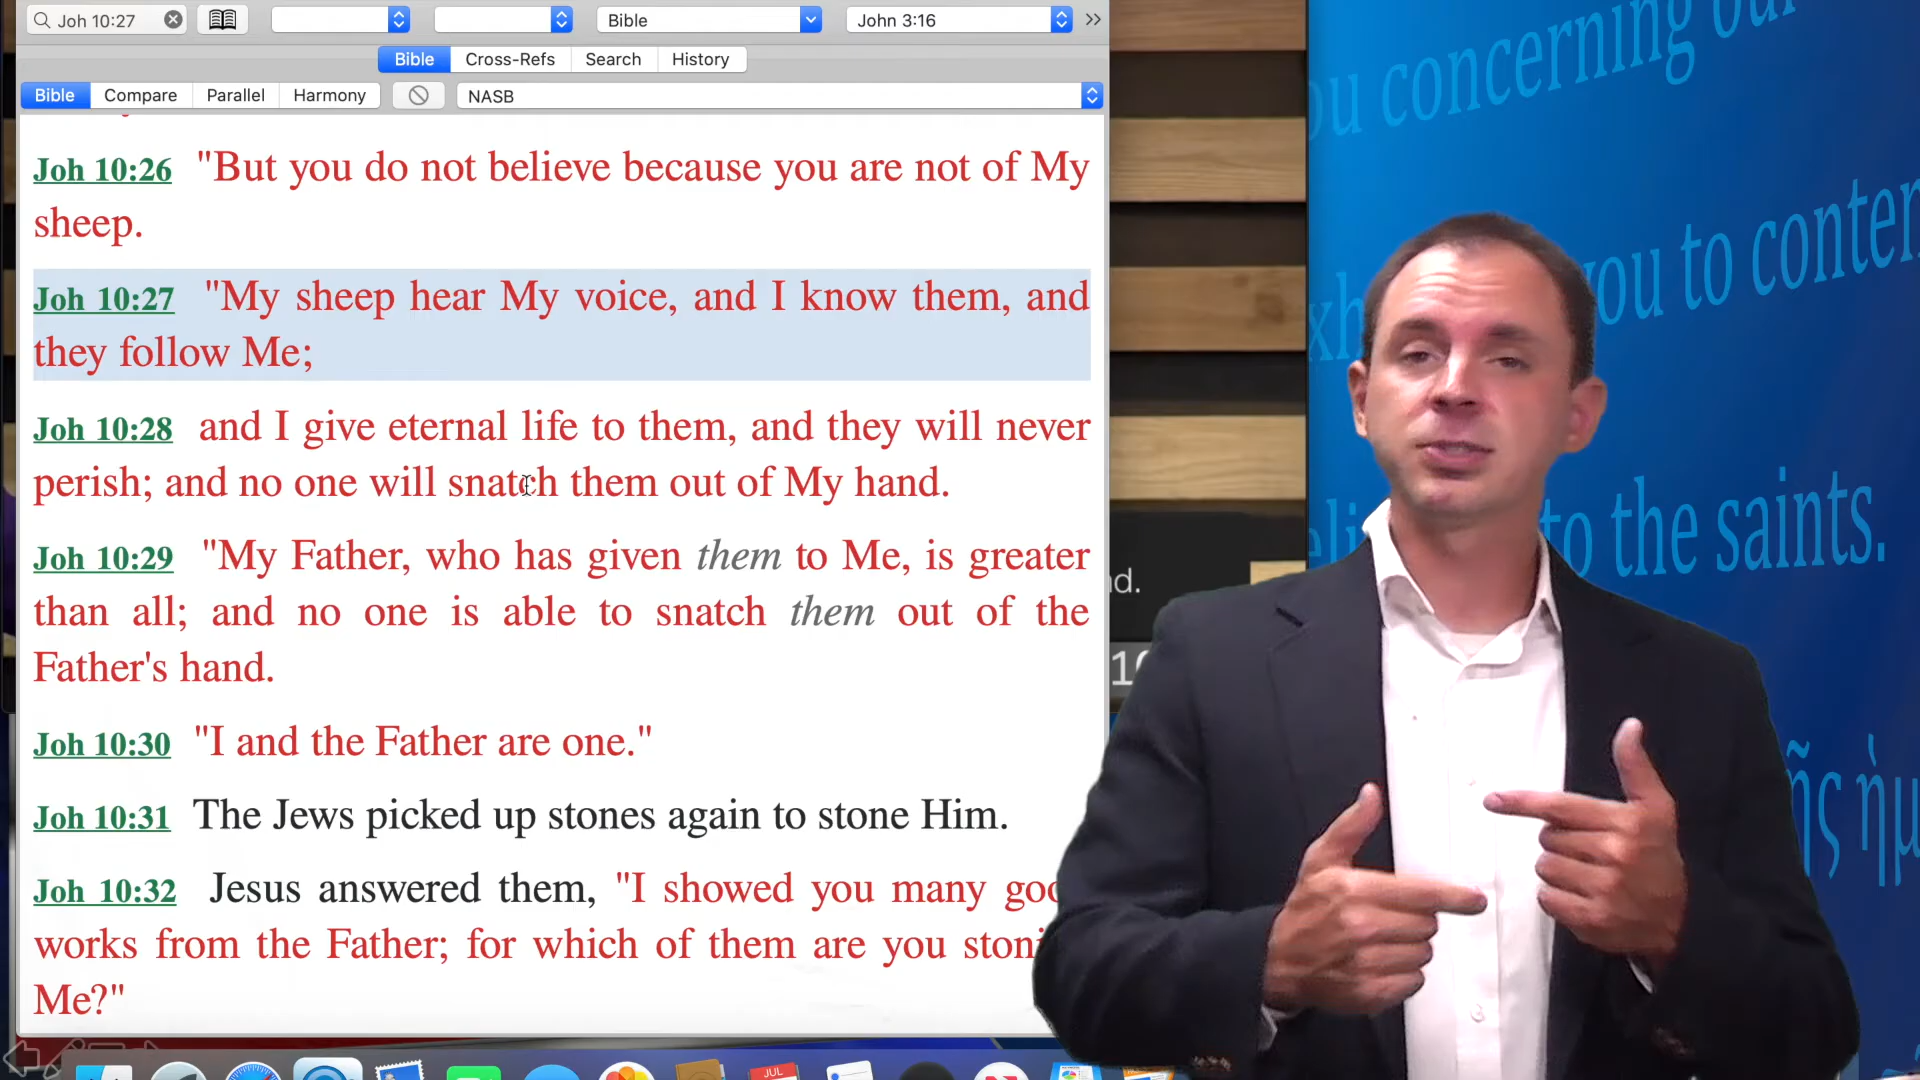 Joh 10:27
Bible
John 3:16
Bible Cross-Refs Search History
Bible Compare Parallel Harmony
NASB
Joh 10:26 "But you do not believe because you are not of My
sheep.
Joh 10:27 "My sheep hear My voice, and I know them, and
they follow Me;
Joh 10:28 and I give eternal life to them, and they will never
perish; and no one will snatch them out of My hand.
Joh 10:29 "My Father, who has given them to Me, is greater
than all; and no one is able to snatch them out of the
Father's hand.
Joh 10:30 "I and the Father are one."
Joh 10:31 The Jews picked up stones again to stone Him.
Joh 10:32 Jesus answered them, "I showed you many
works from the Father; for which of them are you
Me?"
concerning
you to
to the saints.
JUL